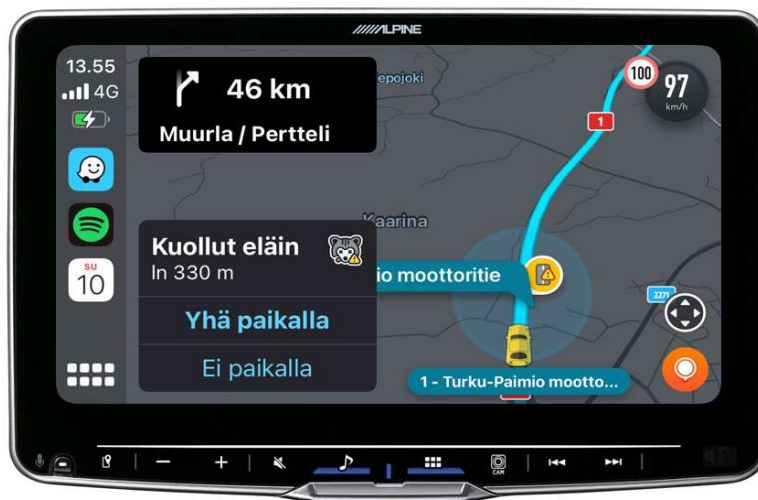 ALPINE
13.55
4G
46 km
Muurla / Pertteli
epojoki
100
97
km/h
1
Kaarina
Kuollut eläin
In 330 m
Yhä paikalla
Ei paikalla
io moottoritie
2271
SU
10
1 - Turku-Paimio mootto...
CAM